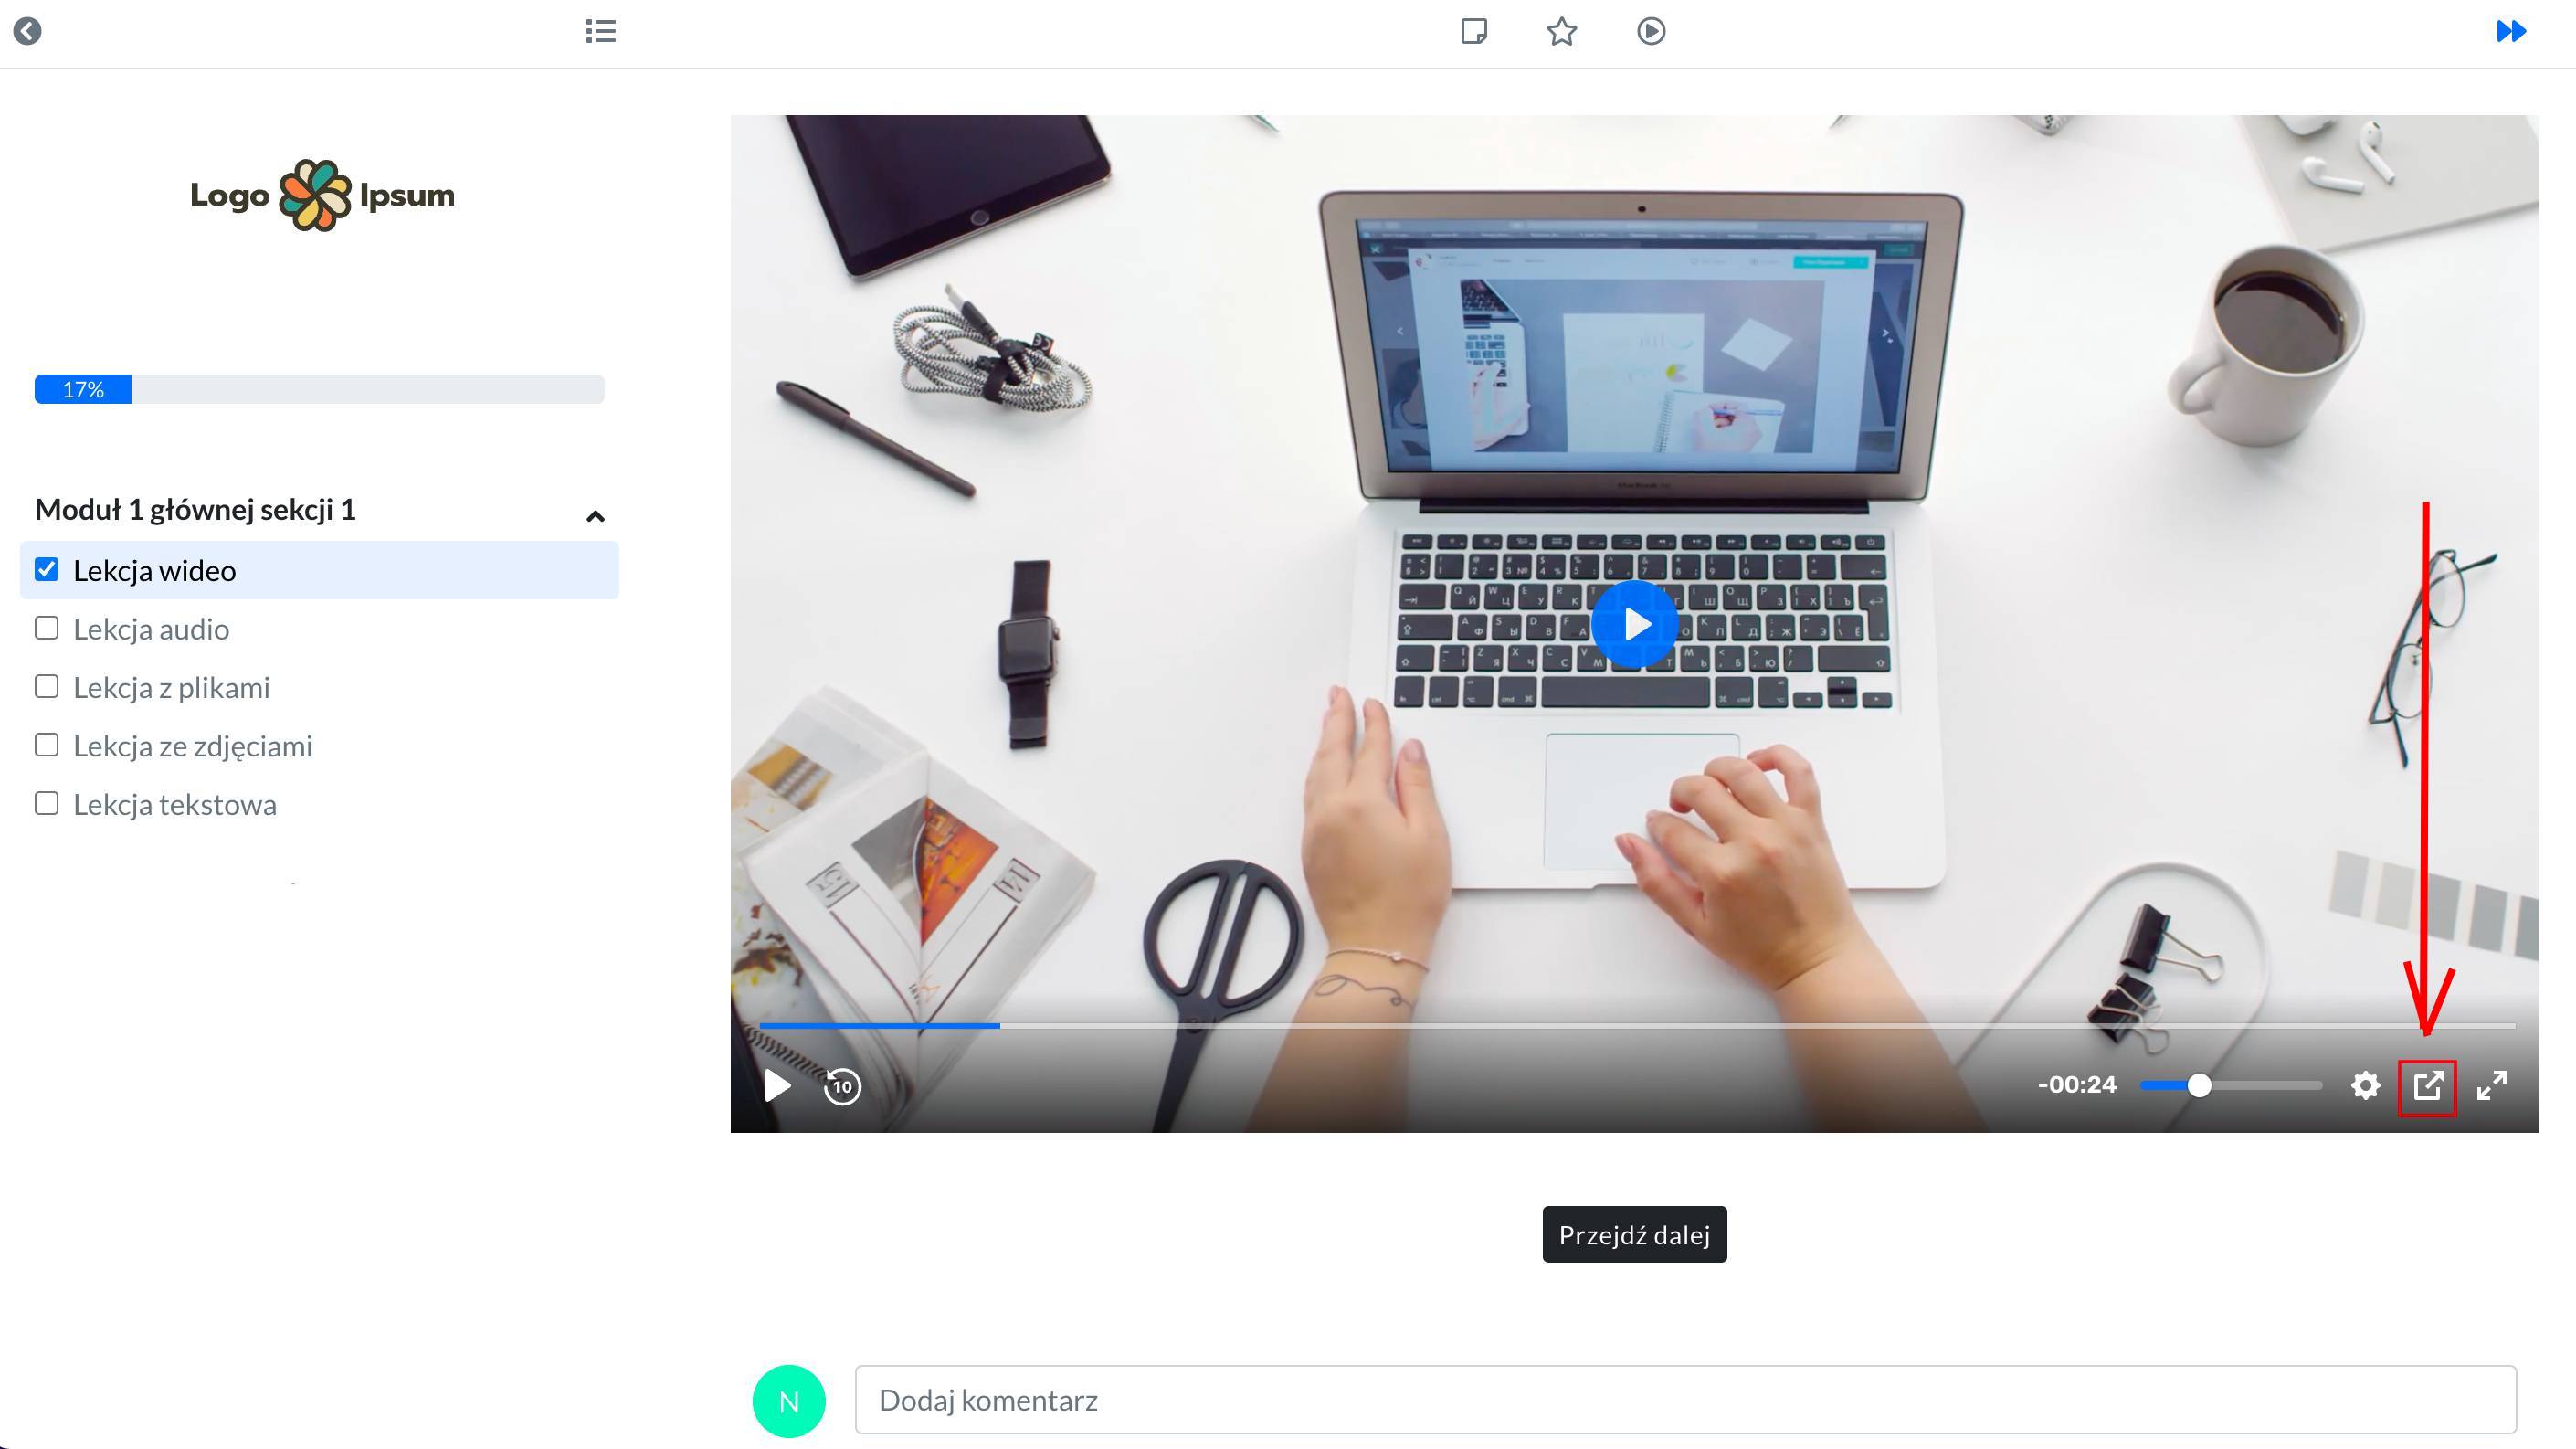 Logo Ipsum
17%
Moduł 1 głównej sekcji 1
Lekcja wideo
Lekcja audio
Lekcja z plikami
Lekcja ze zdjęciami
Lekcja tekstowa
10
-00:24
Przejdź dalej
N
Dodaj komentarz